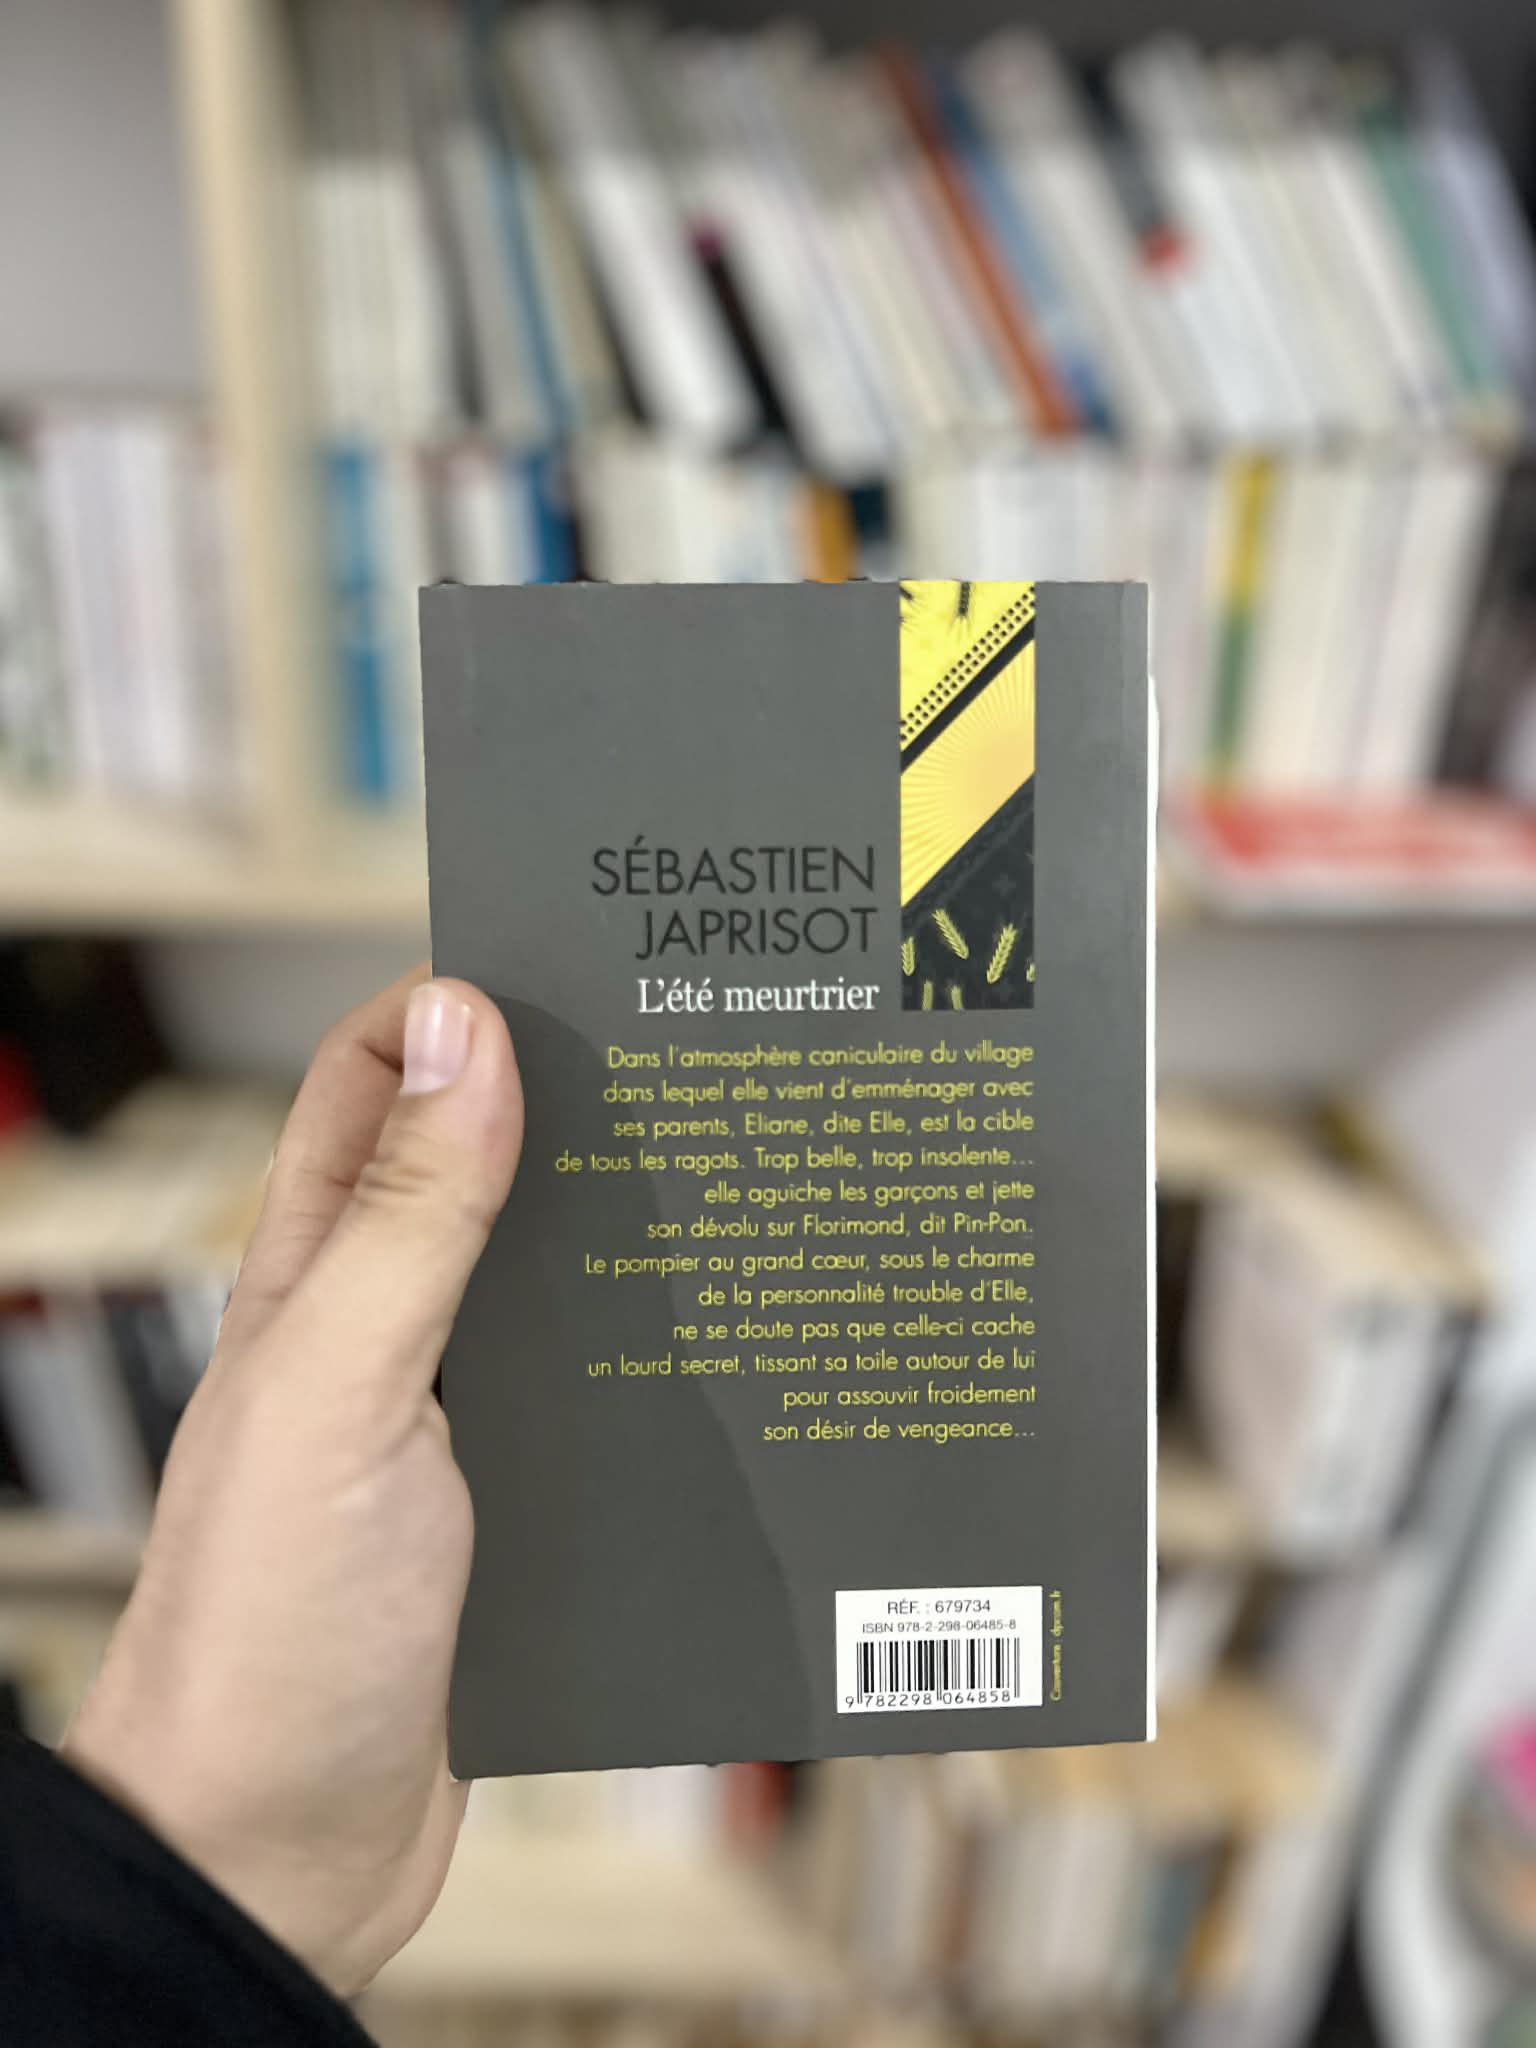 SÉBASTIEN
JAPRISOT
L'été meurtrier
Dans l'atmosphère caniculaire du village
dans lequel elle vient d'emménager avec
ses parents, Eliane, dite Elle, est la cible
de tous les ragots. Trop belle, trop insolente...
elle aguiche les garçons et jette
son dévolu sur Florimond, dit Pin-Pon.
Le pompier au grand cœur, sous le charme
de la personnalité trouble d'Elle,
ne se doute pas que celle-ci cache
un lourd secret, tissant sa toile autour de lui
pour assouvir froidement
son désir de vengeance...
RÉF. : 679734
ISBN 978-2-298-06485-8
9 782298 064858
Couverture : dpcom.fr